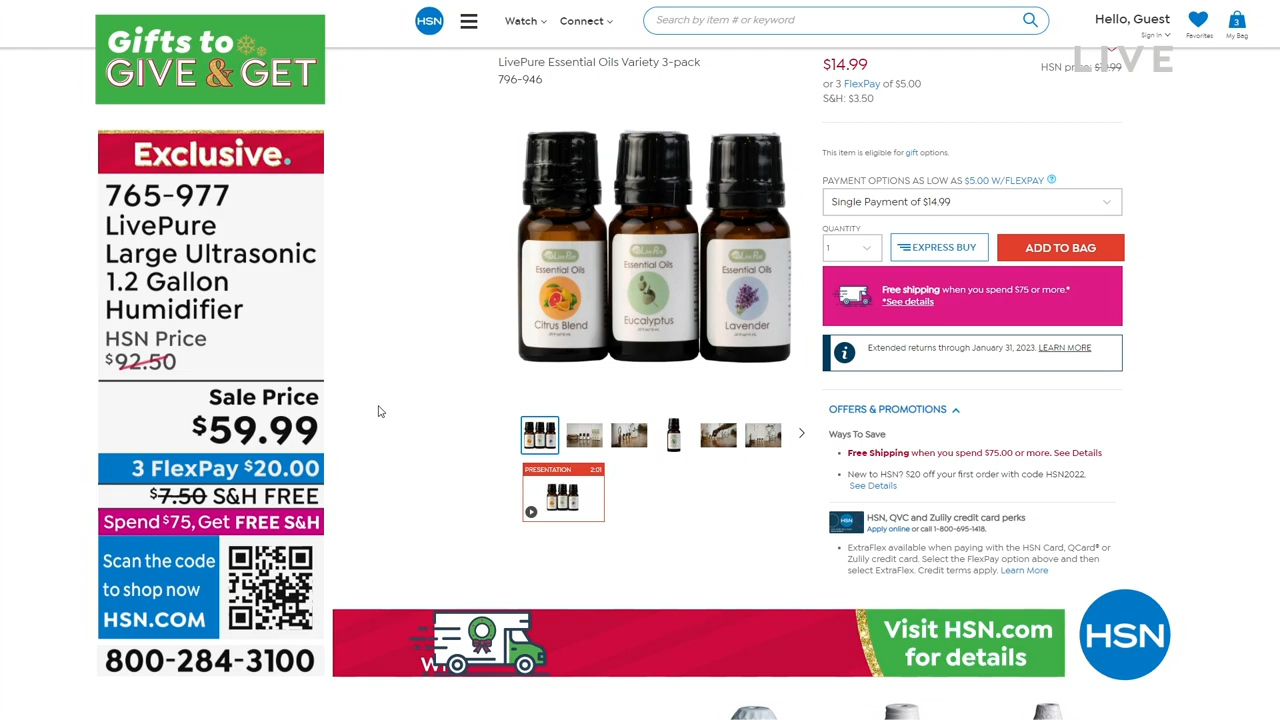 Gifts to
GIVE & GET
Exclusive.
765-977
LivePure
Large Ultrasonic
1.2 Gallon
Humidifier
HSN Price
$92.50
Sale Price
$59.99
3 FlexPay $20.00
$7.50 S&H FREE
Spend $75, Get FREE S&H
Scan the code
to shop now
HSN.COM
800-284-3100
HSN
Watch
Connect
Search by item # or keyword
Hello, Guest
Sign in
Favorites
3
My Bag
LIVE
LivePure Essential Oils Variety 3-pack
796-946
$14.99
HSN price:
or 3 FlexPay of $5.00
S&H: $3.50
This item is eligible for gift options.
PAYMENT OPTIONS AS LOW AS $5.00 W/FLEXPAY
Single Payment of $14.99
QUANTITY
1
EXPRESS BUY
ADD TO BAG
Free shipping when you spend $75 or more.*
*See details
Extended returns through January 31, 2023. LEARN MORE
OFFERS & PROMOTIONS
Ways To Save
Free Shipping when you spend $75.00 or more. See Details
New to HSN? $20 off your first order with code HSN2022.
See Details
HSN, QVC and Zulily credit card perks
Apply online or call 1-800-695-1418.
ExtraFlex available when paying with the HSN Card, QCard® or
Zulily credit card. Select the FlexPay option above and then
select ExtraFlex. Credit terms apply. Learn More
Live Pure
Essential Oils
Citrus Blend
Live Pure
Essential Oils
Eucalyptus
Live Pure
Essential Oils
Lavender
PRESENTATION 2:01
Visit HSN.com
for details
HSN